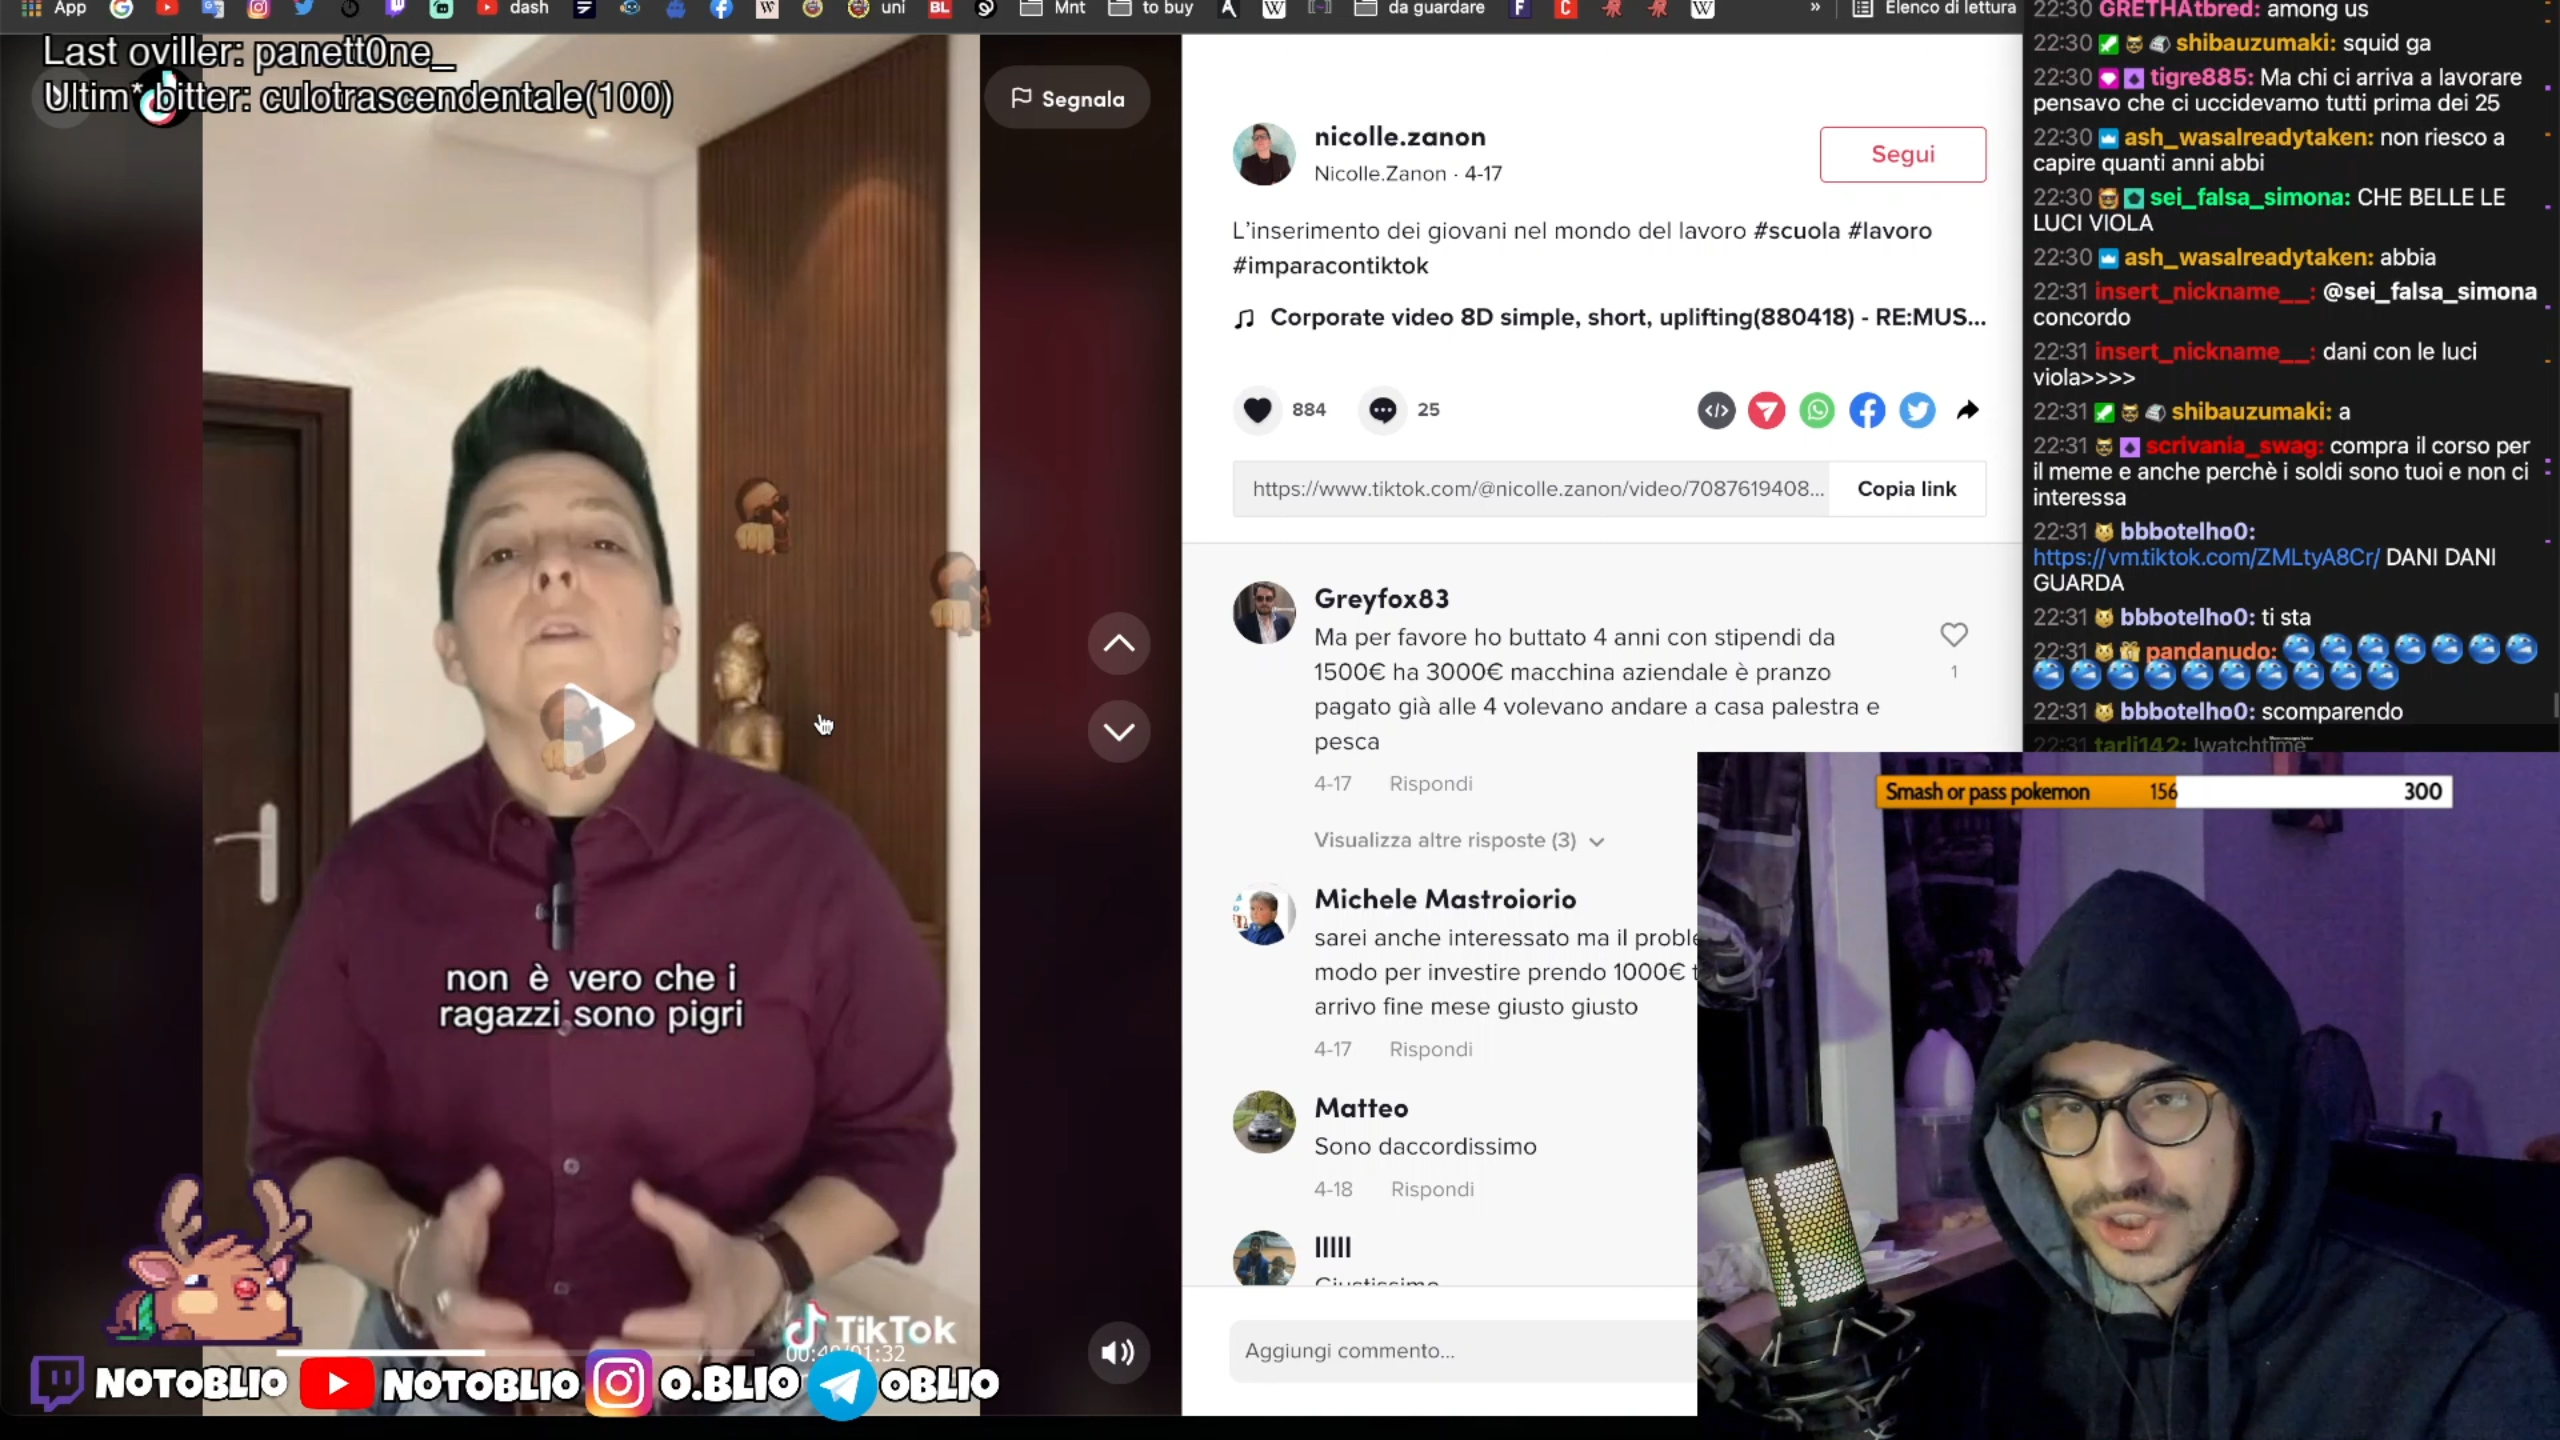 App
dash
uni
BL
Mnt
to buy
da guardare
»
Elenco di lettura
Last oviller: panett0ne_
Ultim* bitter: culotrascendentale(100)
Segnala
non è vero che i
ragazzi sono pigri
TikTok
NOTOBLIO
NOTOBLIO
O.BLIO
OBLIO
nicolle.zanon
Nicolle.Zanon · 4-17
Segui
L’inserimento dei giovani nel mondo del lavoro #scuola #lavoro
#imparacontiktok
Corporate video 8D simple, short, uplifting(880418) - RE:MUS...
884
25
https://www.tiktok.com/@nicolle.zanon/video/7087619408...
Copia link
Greyfox83
Ma per favore ho buttato 4 anni con stipendi da
1500€ ha 3000€ macchina aziendale è pranzo
pagato già alle 4 volevano andare a casa palestra e
pesca
1
4-17 Rispondi
Visualizza altre risposte (3)
Michele Mastroiorio
sarei anche interessato ma il proble
modo per investire prendo 1000€ t
arrivo fine mese giusto giusto
4-17 Rispondi
Matteo
Sono daccordissimo
4-18 Rispondi
lllll
Giustissimo
Aggiungi commento...
22:30 GRETHAtbred: among us
22:30 shibauzumaki: squid ga
22:30 tigre885: Ma chi ci arriva a lavorare
pensavo che ci uccidevamo tutti prima dei 25
22:30 ash_wasalreadytaken: non riesco a
capire quanti anni abbi
22:30 sei_falsa_simona: CHE BELLE LE
LUCI VIOLA
22:30 ash_wasalreadytaken: abbia
22:31 insert_nickname__: @sei_falsa_simona
concordo
22:31 insert_nickname__: dani con le luci
viola>>>>
22:31 shibauzumaki: a
22:31 scrivania_swag: compra il corso per
il meme e anche perchè i soldi sono tuoi e non ci
interessa
22:31 bbbotelho0:
https://vm.tiktok.com/ZMLtyA8Cr/ DANI DANI
GUARDA
22:31 bbbotelho0: ti sta
22:31 pandanudo:
22:31 bbbotelho0: scomparendo
22:31 tarli142: !watchtime
Smash or pass pokemon 156 300